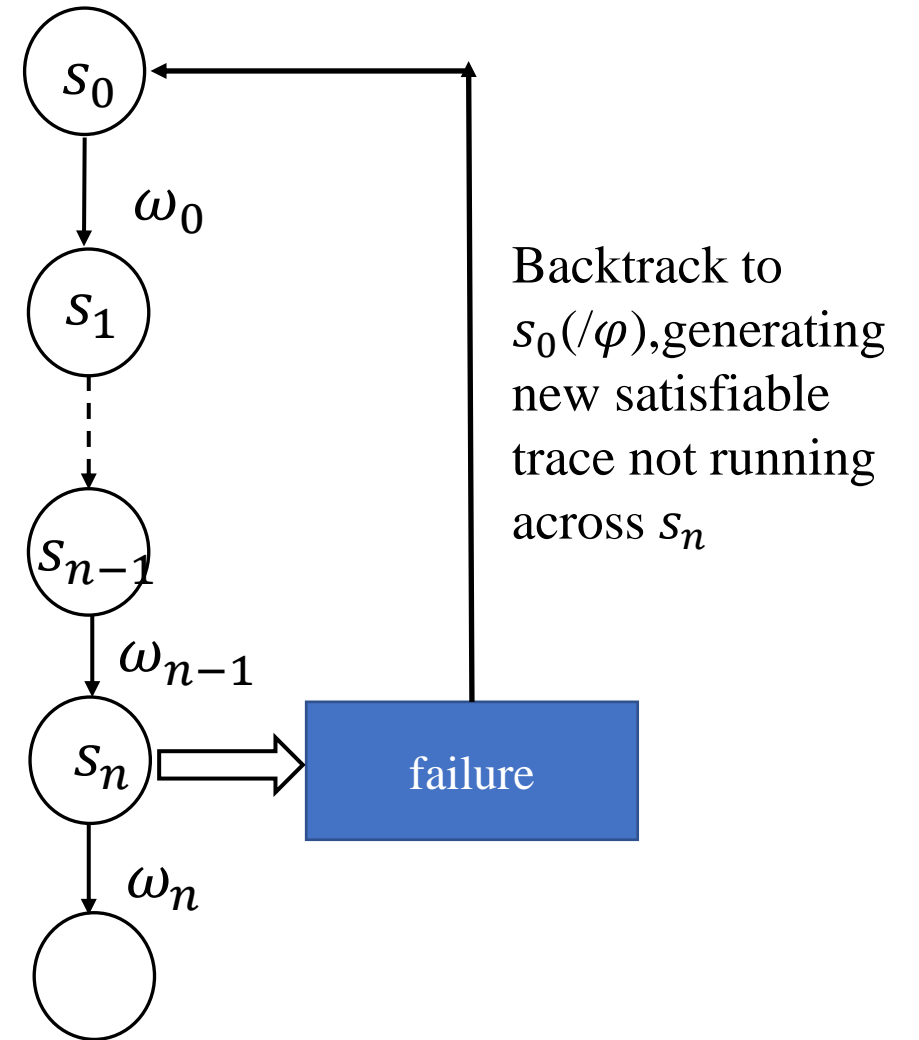 s₀
ω₀
s₁
Backtrack to
s₀(/φ),generating
new satisfiable
trace not running
across sₙ
sₙ₋₁
ωₙ₋₁
sₙ
failure
ωₙ